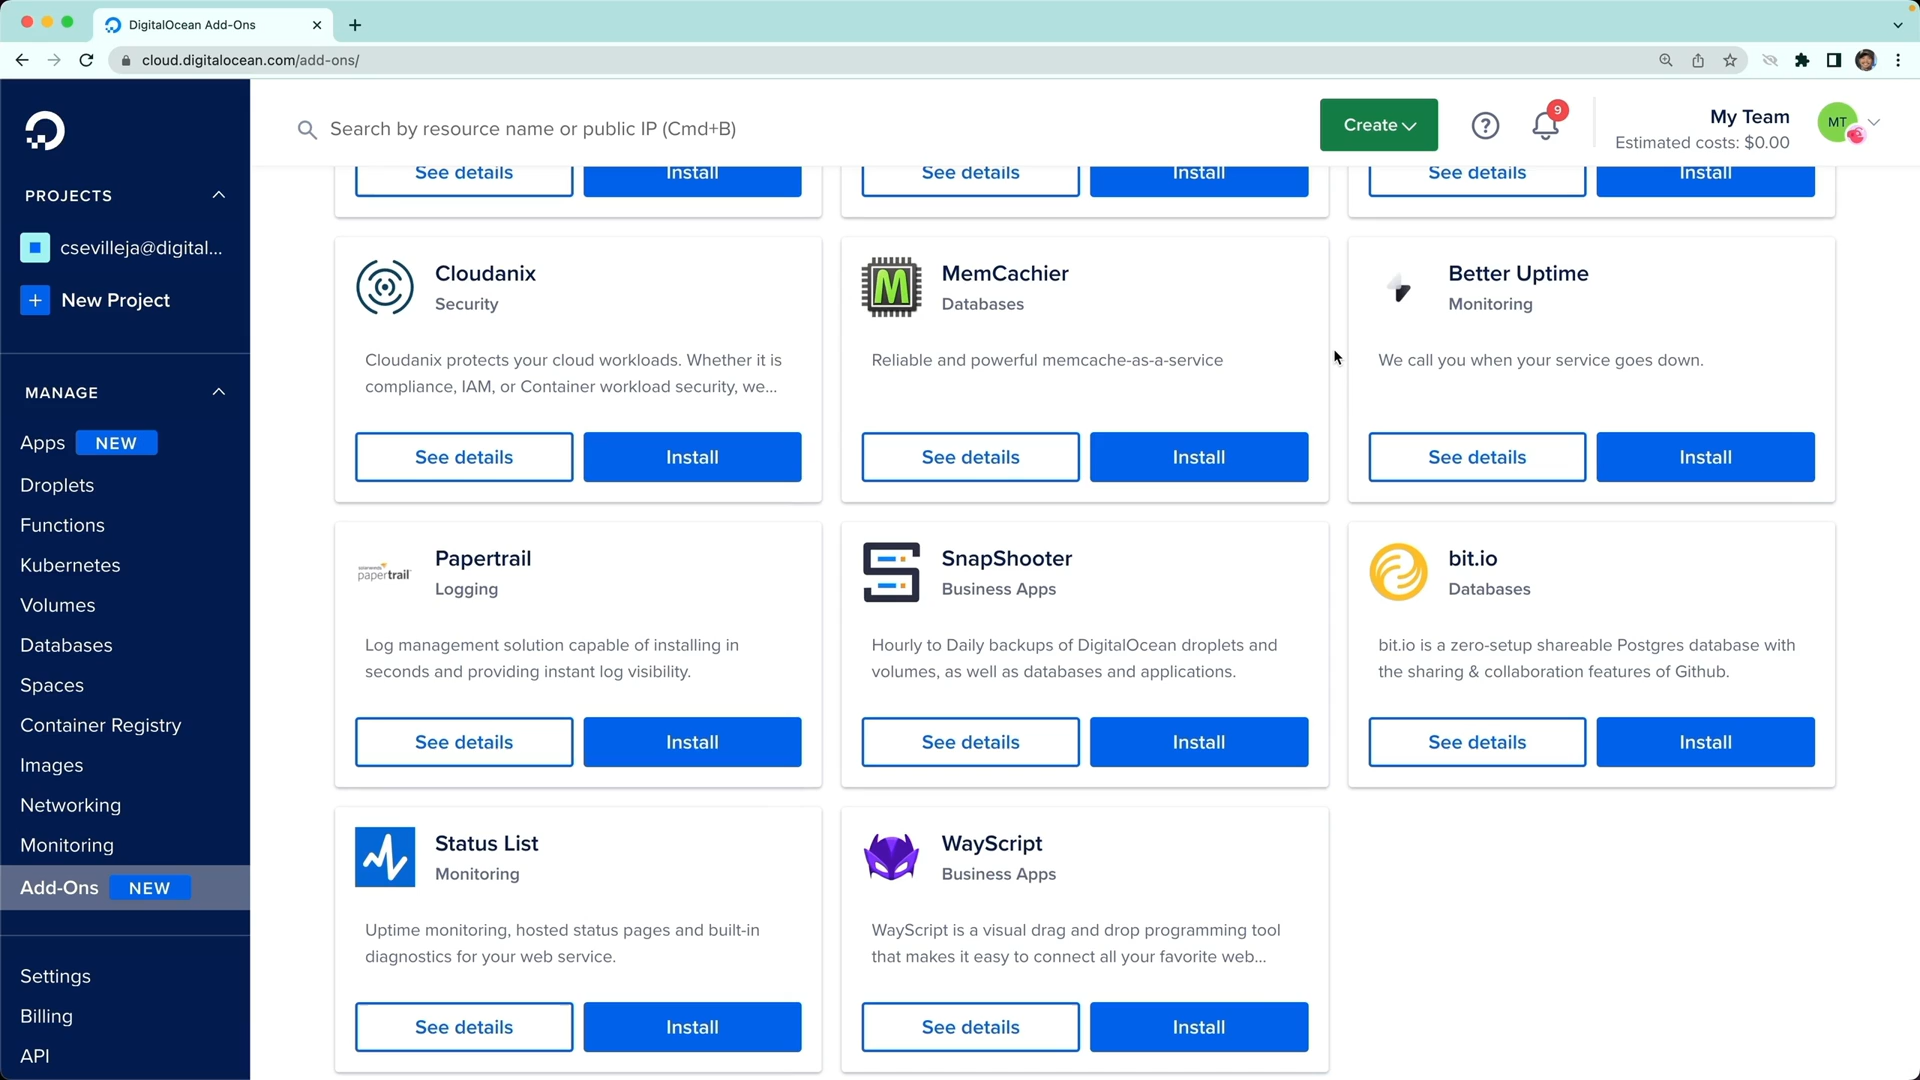 DigitalOcean Add-Ons
cloud.digitalocean.com/add-ons/
Search by resource name or public IP (Cmd+B)
Create
9
My Team
Estimated costs: $0.00
MT
PROJECTS
csevilleja@digital...
New Project
MANAGE
Apps NEW
Droplets
Functions
Kubernetes
Volumes
Databases
Spaces
Container Registry
Images
Networking
Monitoring
Add-Ons NEW
Settings
Billing
API
See details Install
See details Install
See details Install
Cloudanix
Security
Cloudanix protects your cloud workloads. Whether it is
compliance, IAM, or Container workload security, we...
See details Install
MemCachier
Databases
Reliable and powerful memcache-as-a-service
See details Install
Better Uptime
Monitoring
We call you when your service goes down.
See details Install
solarwinds
papertrail
Papertrail
Logging
Log management solution capable of installing in
seconds and providing instant log visibility.
See details Install
SnapShooter
Business Apps
Hourly to Daily backups of DigitalOcean droplets and
volumes, as well as databases and applications.
See details Install
bit.io
Databases
bit.io is a zero-setup shareable Postgres database with
the sharing & collaboration features of Github.
See details Install
Status List
Monitoring
Uptime monitoring, hosted status pages and built-in
diagnostics for your web service.
See details Install
WayScript
Business Apps
WayScript is a visual drag and drop programming tool
that makes it easy to connect all your favorite web...
See details Install